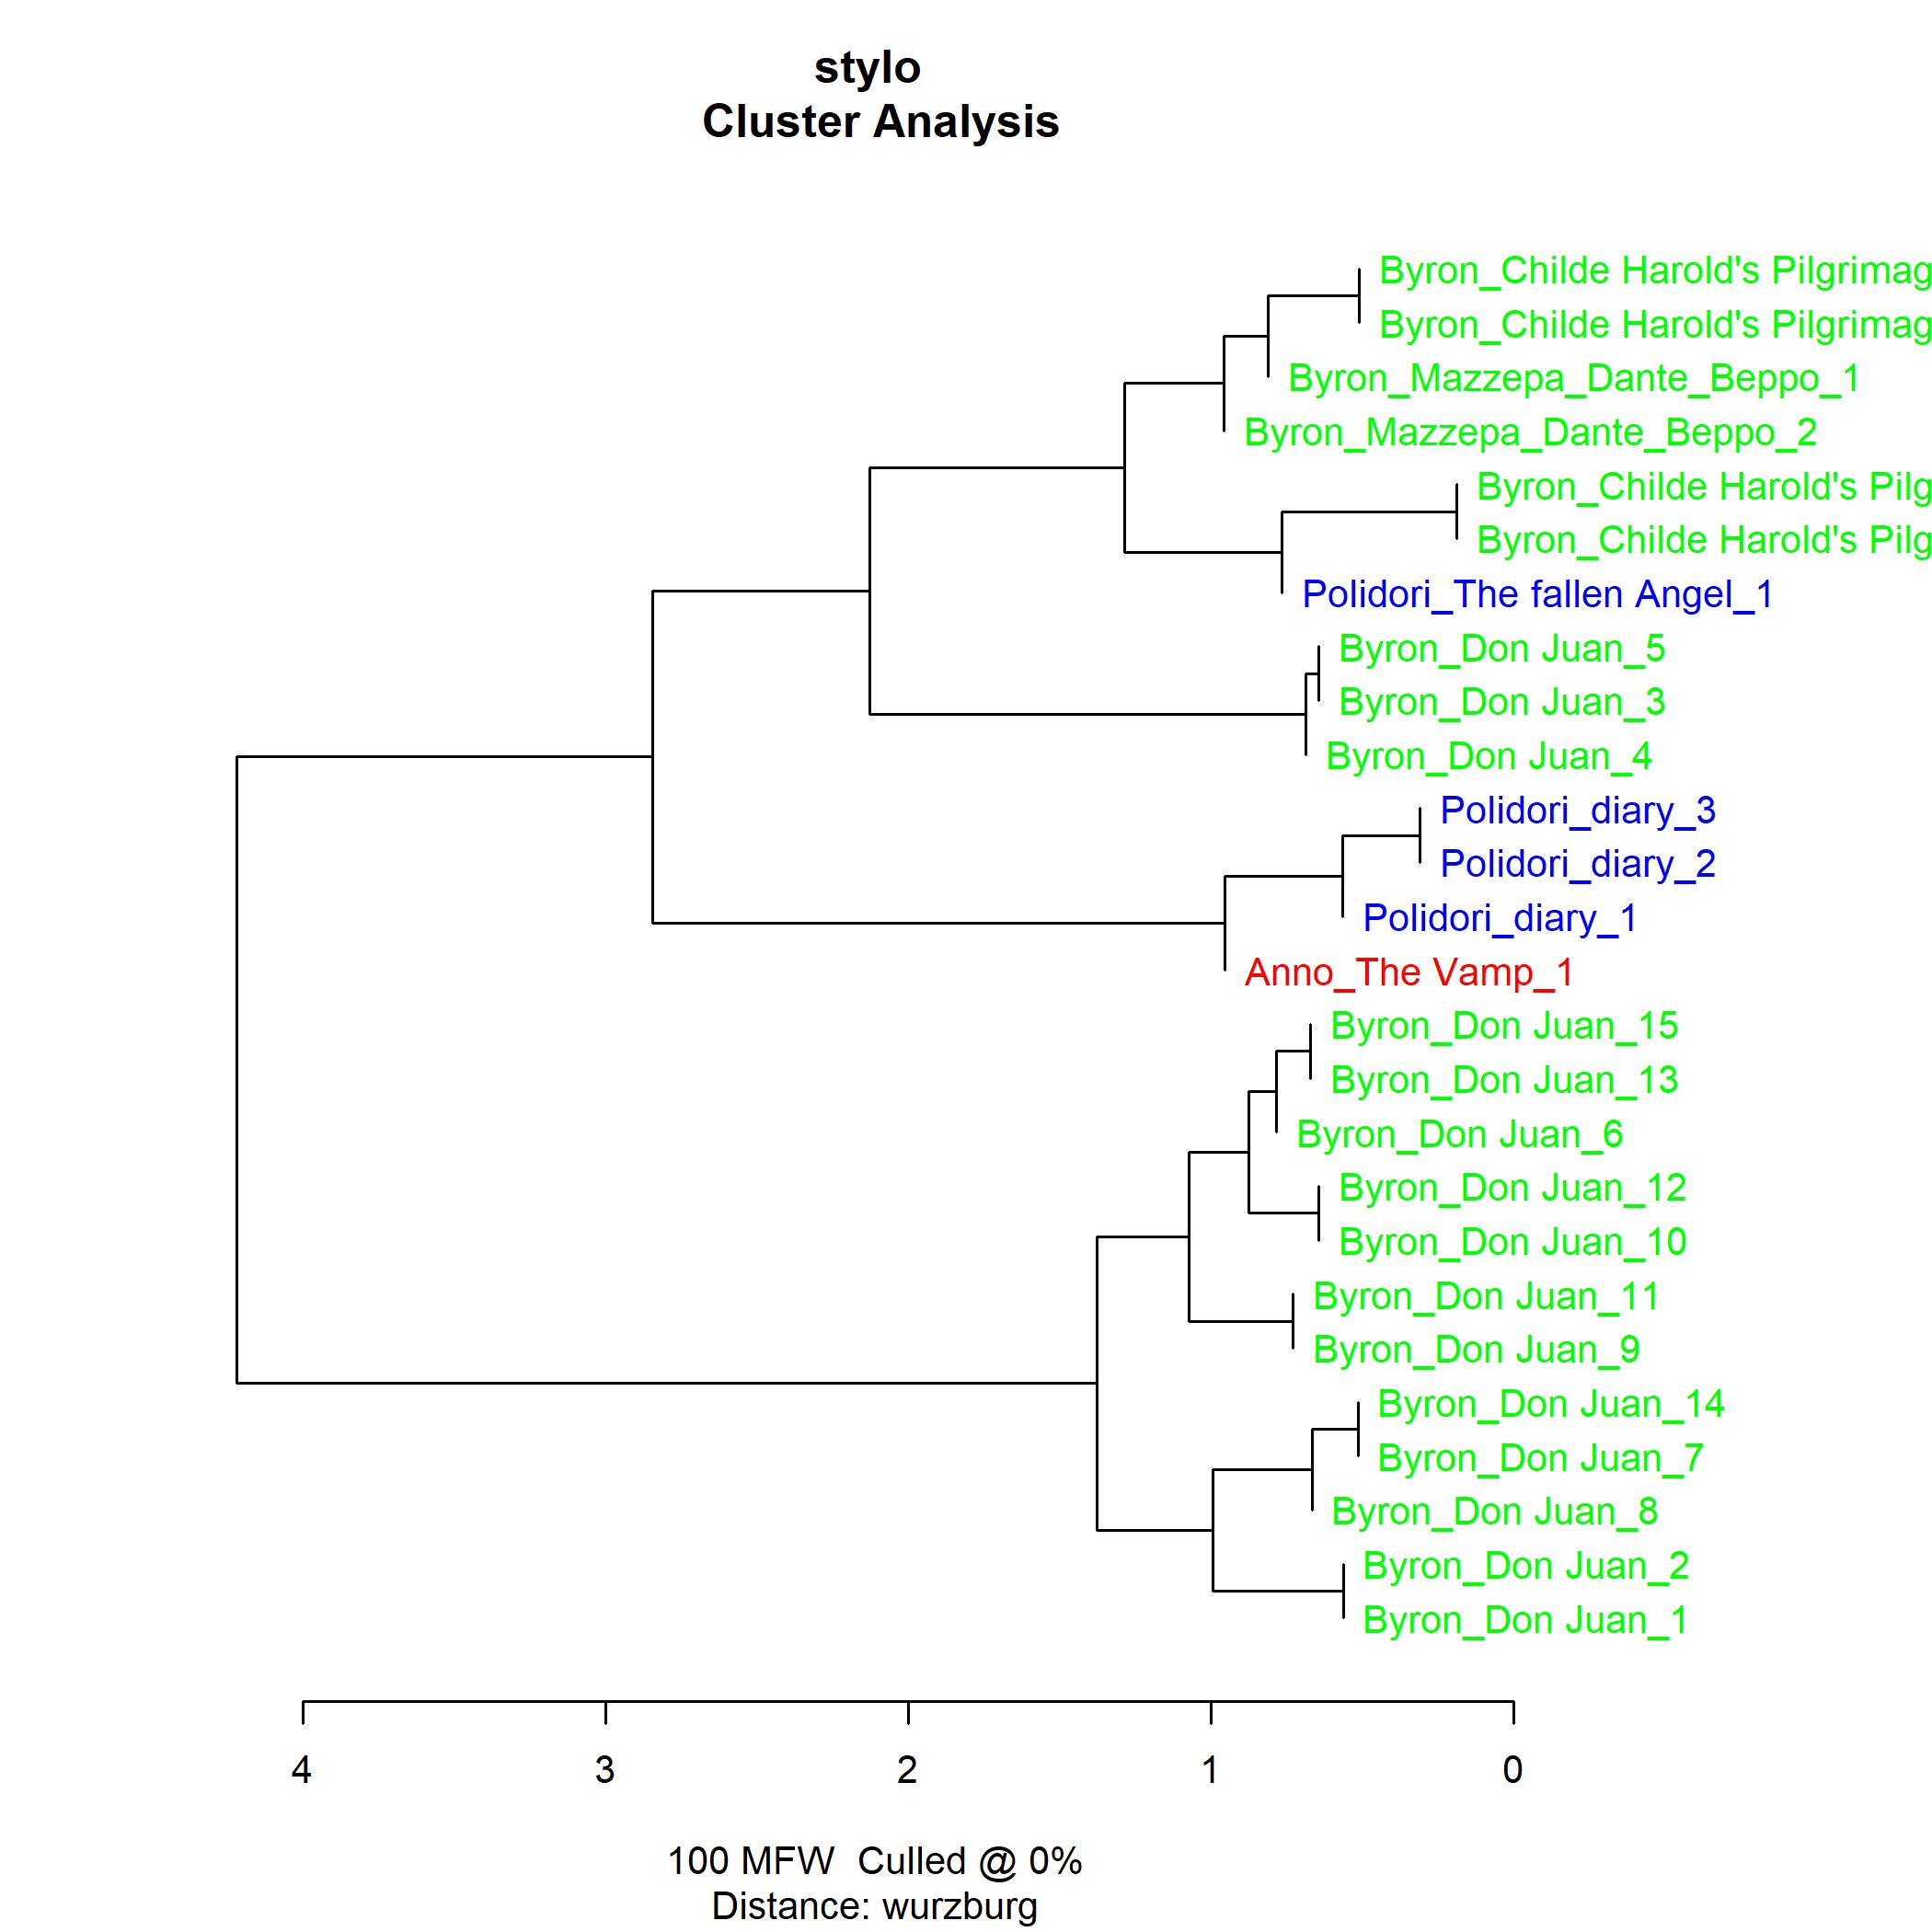 stylo
Cluster Analysis
Byron_Childe Harold's Pilgrimag
Byron_Childe Harold's Pilgrimag
Byron_Mazzepa_Dante_Beppo_1
Byron_Mazzepa_Dante_Beppo_2
Byron_Childe Harold's Pilg
Byron_Childe Harold's Pilg
Polidori_The fallen Angel_1
Byron_Don Juan_5
Byron_Don Juan_3
Byron_Don Juan_4
Polidori_diary_3
Polidori_diary_2
Polidori_diary_1
Anno_The Vamp_1
Byron_Don Juan_15
Byron_Don Juan_13
Byron_Don Juan_6
Byron_Don Juan_12
Byron_Don Juan_10
Byron_Don Juan_11
Byron_Don Juan_9
Byron_Don Juan_14
Byron_Don Juan_7
Byron_Don Juan_8
Byron_Don Juan_2
Byron_Don Juan_1
4 3 2 1 0
100 MFW  Culled @ 0%
Distance: wurzburg